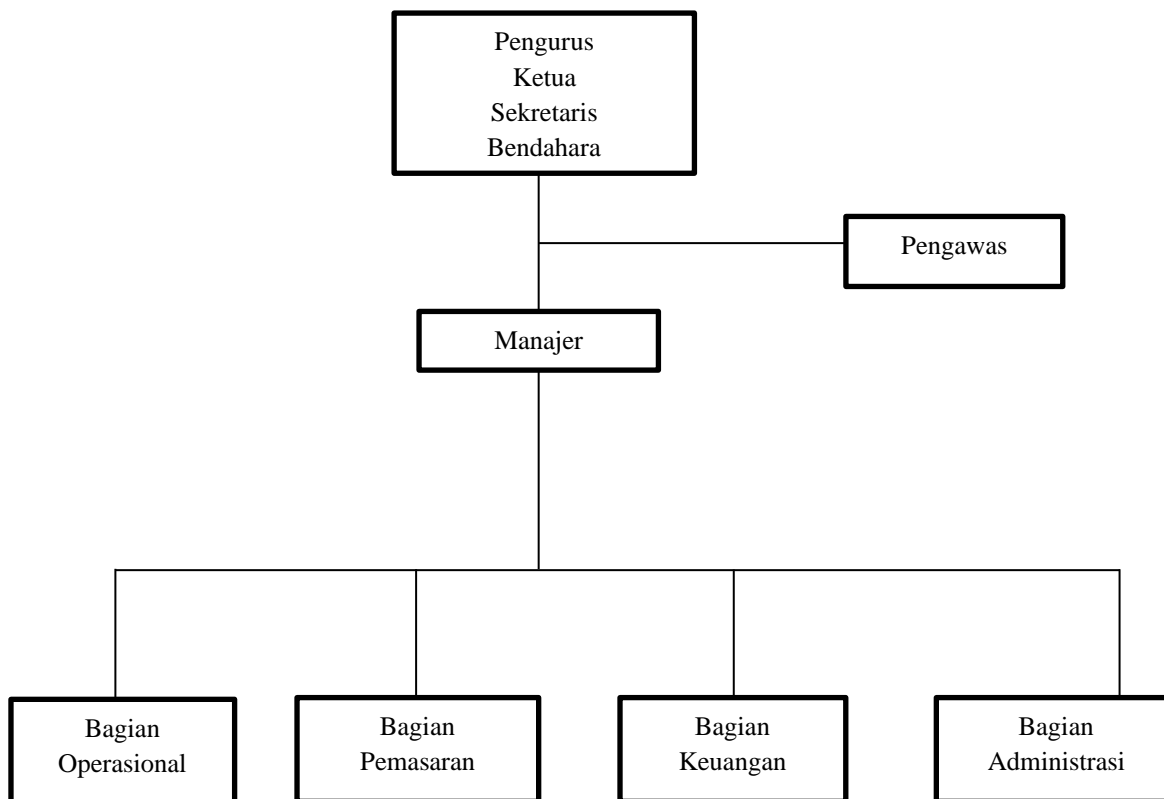 Pengurus
Ketua
Sekretaris
Bendahara
Pengawas
Manajer
Bagian
Operasional
Bagian
Pemasaran
Bagian
Keuangan
Bagian
Administrasi